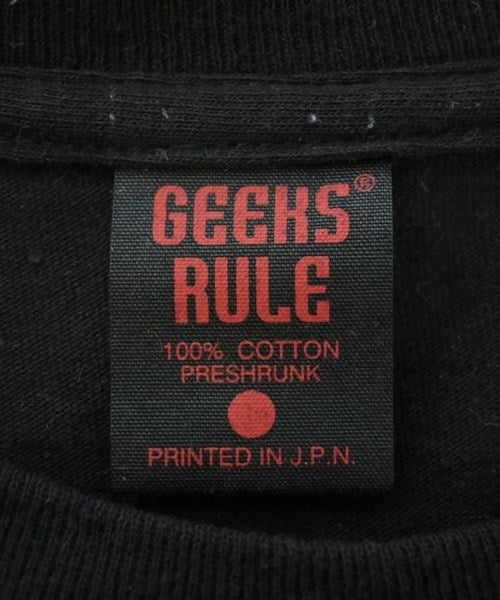 GEEKS®
RULE
100% COTTON
PRESHRUNK
PRINTED IN J.P.N.